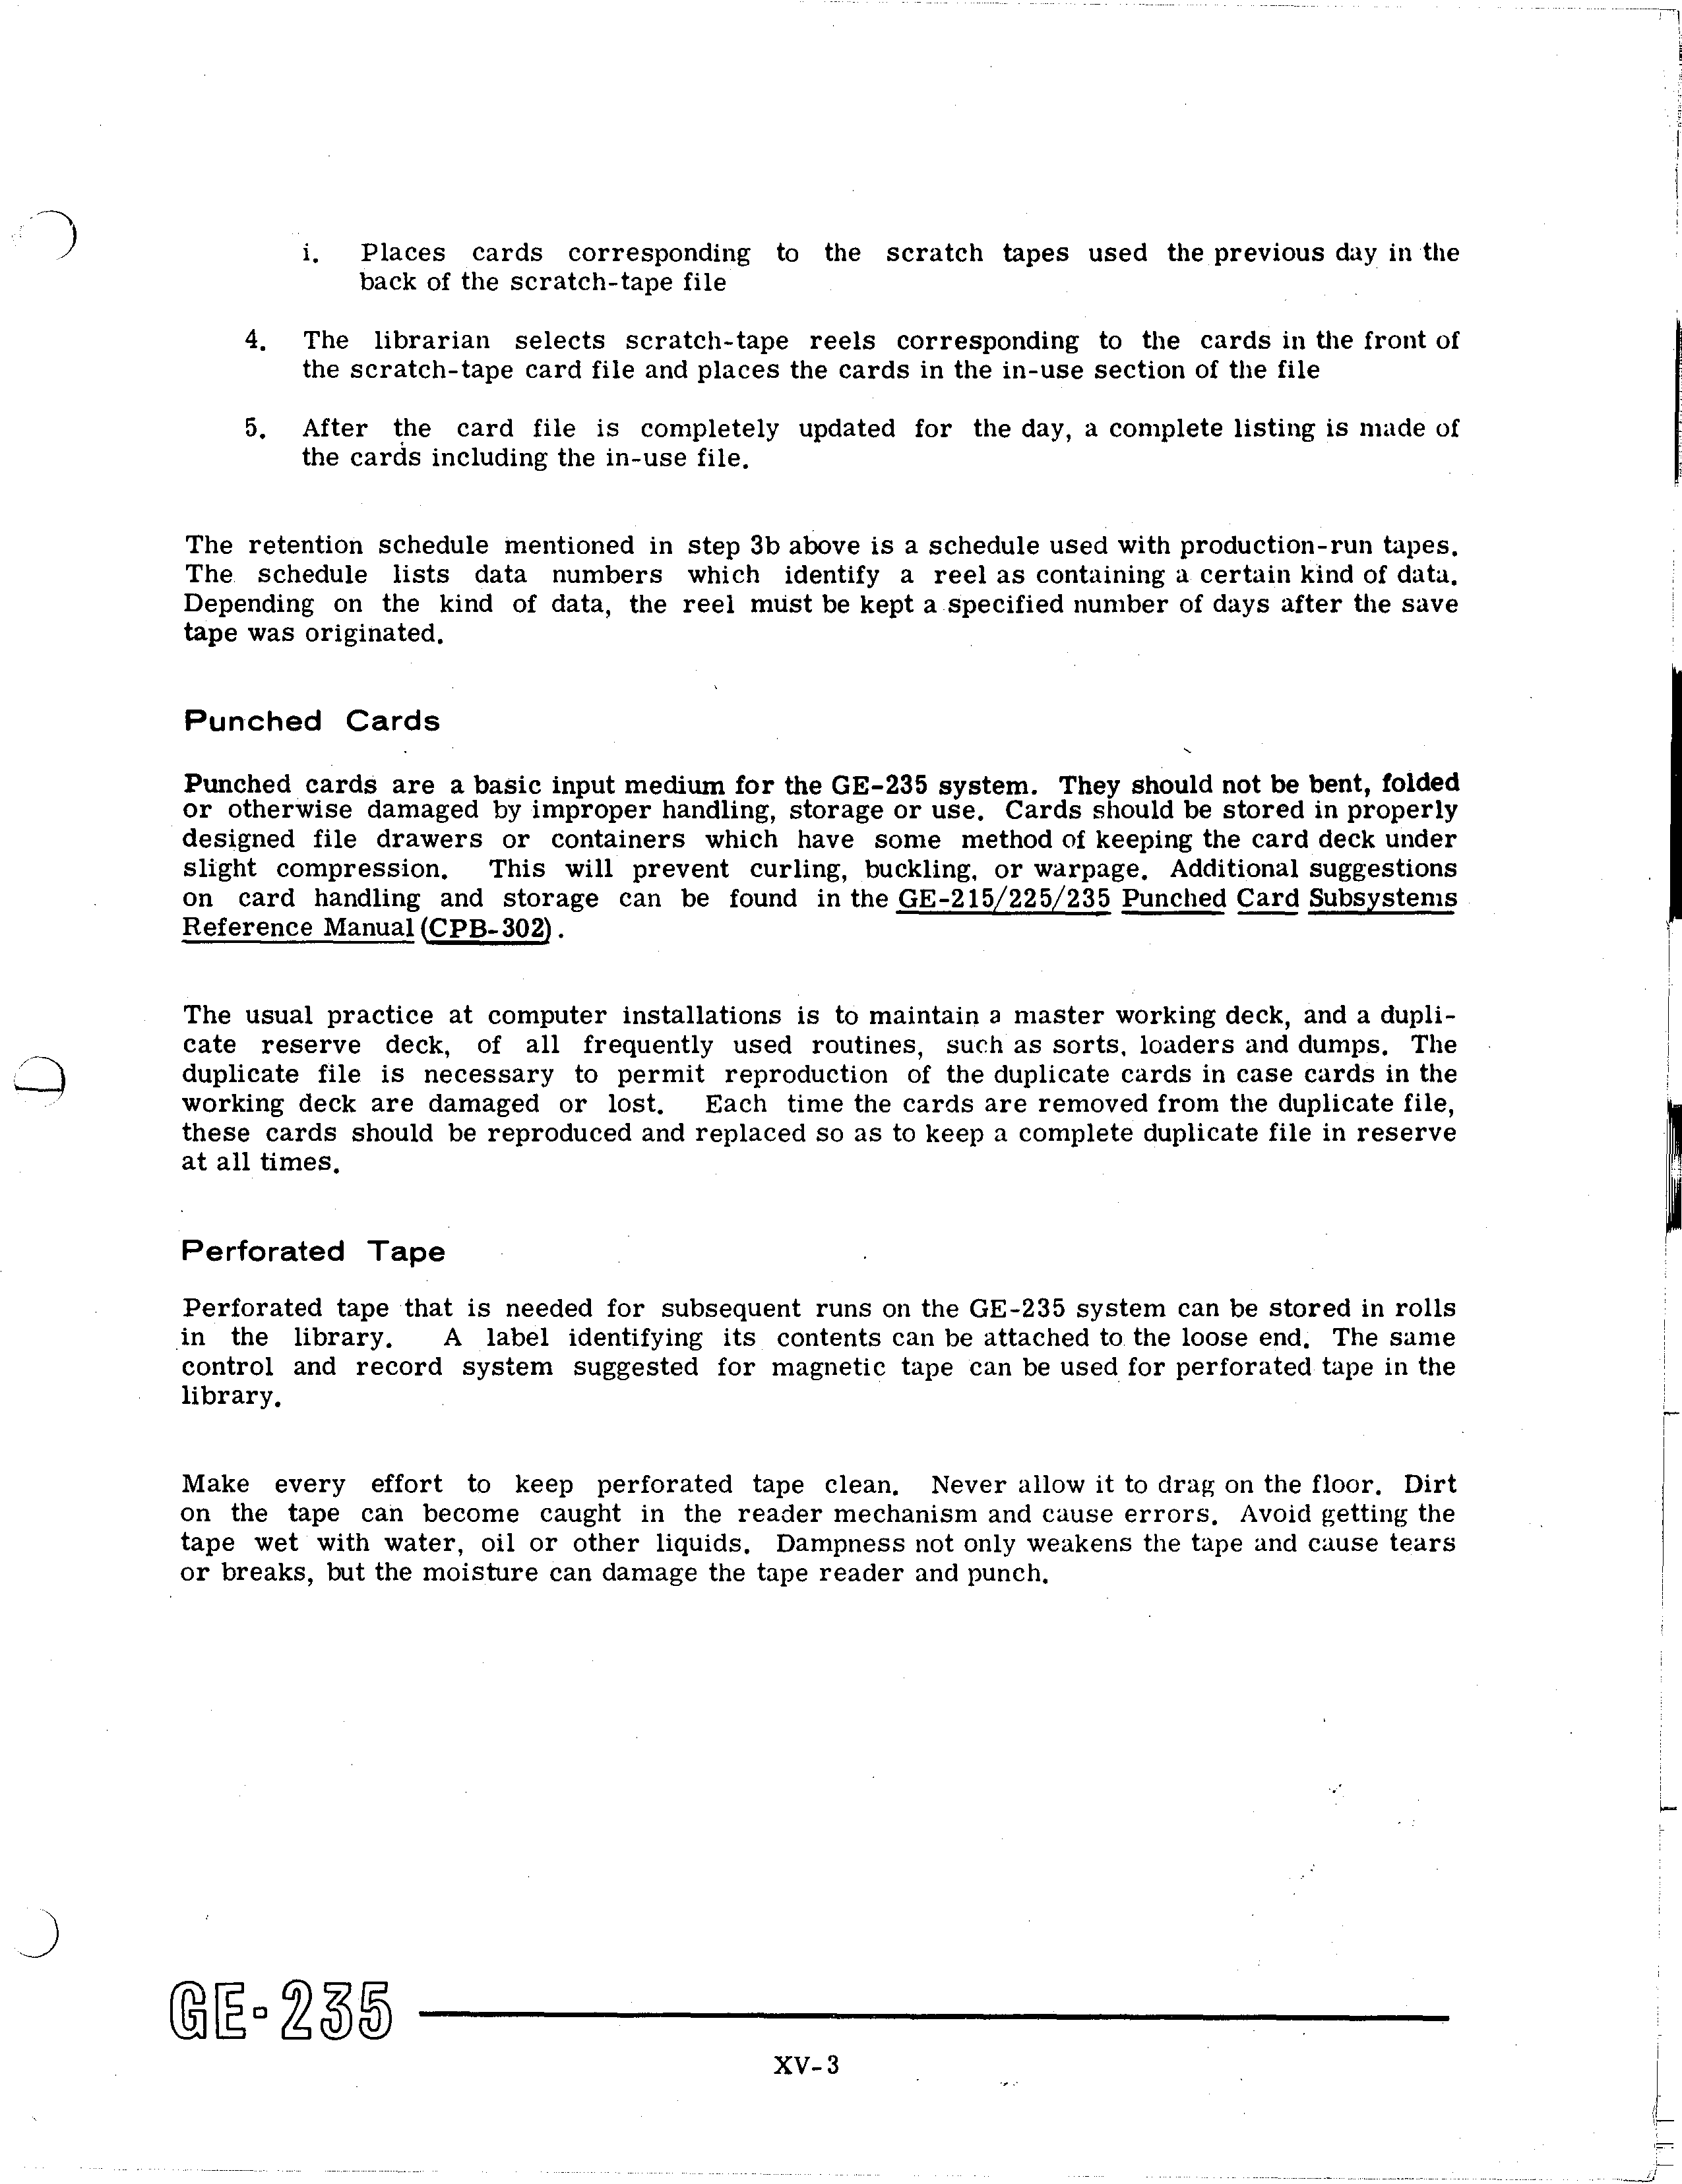 i. Places cards corresponding to the scratch tapes used the previous day in the
back of the scratch-tape file
4. The librarian selects scratch-tape reels corresponding to the cards in the front of
the scratch-tape card file and places the cards in the in-use section of the file
5. After the card file is completely updated for the day, a complete listing is made of
the cards including the in-use file.
The retention schedule mentioned in step 3b above is a schedule used with production-run tapes.
The schedule lists data numbers which identify a reel as containing a certain kind of data.
Depending on the kind of data, the reel must be kept a specified number of days after the save
tape was originated.
Punched Cards
Punched cards are a basic input medium for the GE-235 system. They should not be bent, folded
or otherwise damaged by improper handling, storage or use. Cards should be stored in properly
designed file drawers or containers which have some method of keeping the card deck under
slight compression. This will prevent curling, buckling, or warpage. Additional suggestions
on card handling and storage can be found in the GE-215/225/235 Punched Card Subsystems
Reference Manual (CPB-302).
The usual practice at computer installations is to maintain a master working deck, and a dupli-
cate reserve deck, of all frequently used routines, such as sorts, loaders and dumps. The
duplicate file is necessary to permit reproduction of the duplicate cards in case cards in the
working deck are damaged or lost. Each time the cards are removed from the duplicate file,
these cards should be reproduced and replaced so as to keep a complete duplicate file in reserve
at all times.
Perforated Tape
Perforated tape that is needed for subsequent runs on the GE-235 system can be stored in rolls
in the library. A label identifying its contents can be attached to the loose end. The same
control and record system suggested for magnetic tape can be used for perforated tape in the
library.
Make every effort to keep perforated tape clean. Never allow it to drag on the floor. Dirt
on the tape can become caught in the reader mechanism and cause errors. Avoid getting the
tape wet with water, oil or other liquids. Dampness not only weakens the tape and cause tears
or breaks, but the moisture can damage the tape reader and punch.
GE-235
XV-3